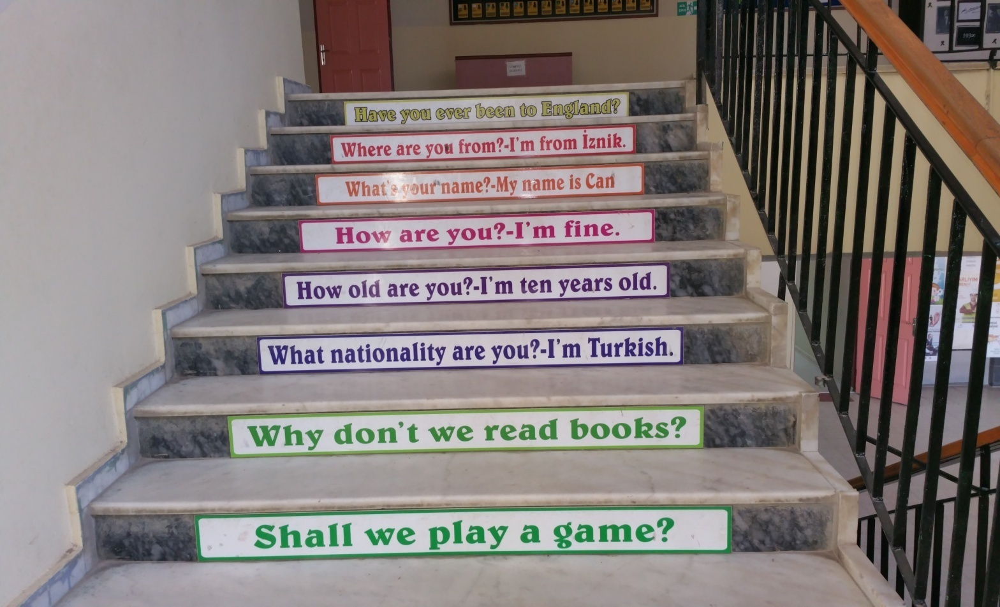 Have you ever been to England?
Where are you from?-I'm from İznik.
What's your name?-My name is Can
How are you?-I'm fine.
How old are you?-I'm ten years old.
What nationality are you?-I'm Turkish.
Why don't we read books?
Shall we play a game?